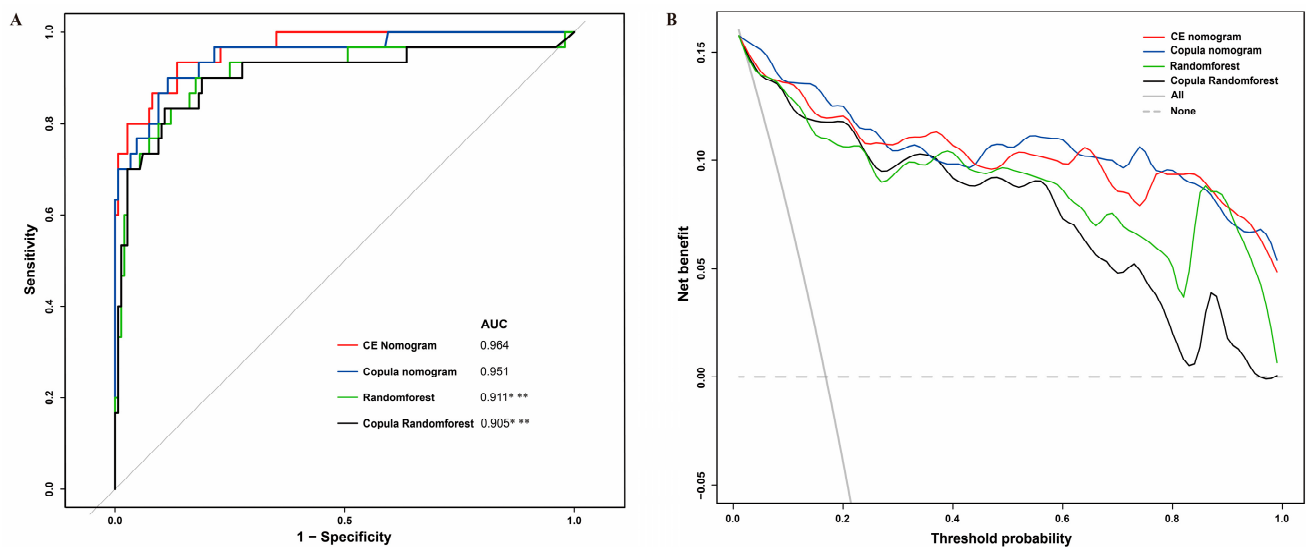 A
1.0
0.8
0.6
0.4
0.2
0.0
Sensitivity
AUC
CE Nomogram 0.964
Copula nomogram 0.951
Randomforest 0.911* **
Copula Randomforest 0.905* **
0.0 0.5 1.0
1 − Specificity
B
CE nomogram
Copula nomogram
Randomforest
Copula Randomforest
All
None
0.15
0.10
0.05
0.00
−0.05
Net benefit
0.0 0.2 0.4 0.6 0.8 1.0
Threshold probability